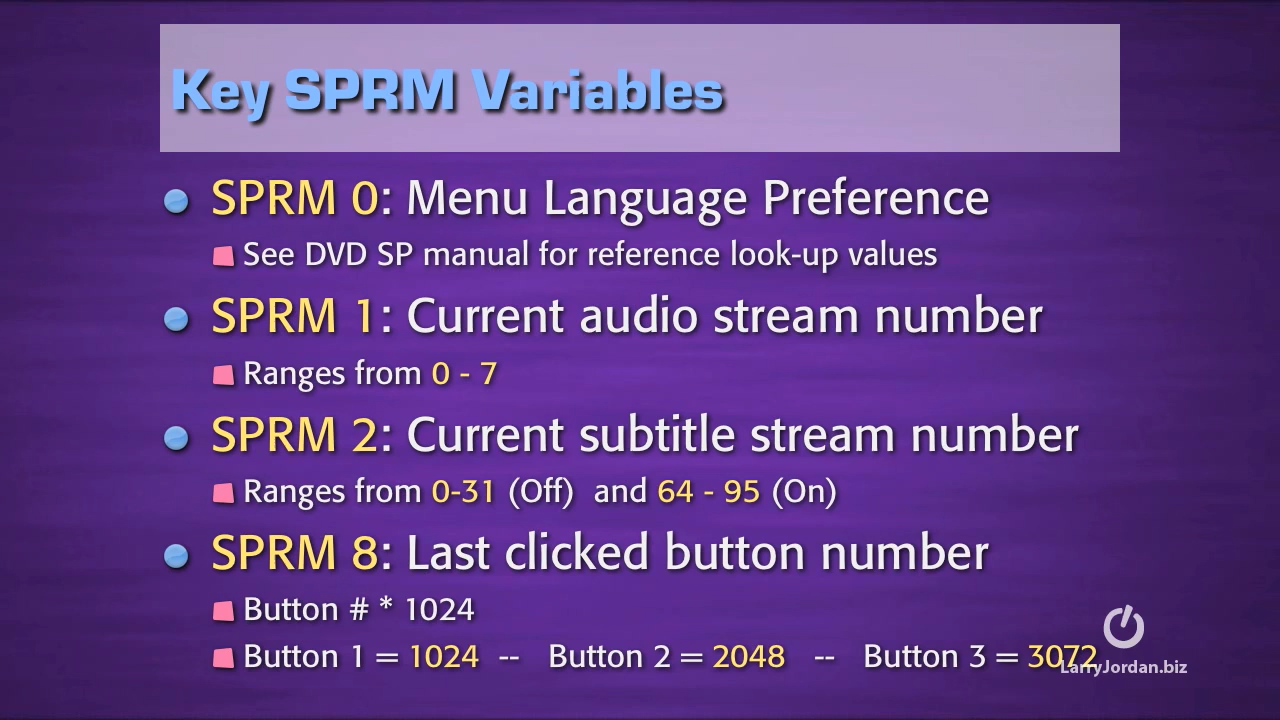 Key SPRM Variables
SPRM 0: Menu Language Preference
See DVD SP manual for reference look-up values
SPRM 1: Current audio stream number
Ranges from 0 - 7
SPRM 2: Current subtitle stream number
Ranges from 0-31 (Off) and 64 - 95 (On)
SPRM 8: Last clicked button number
Button # * 1024
Button 1 = 1024 -- Button 2 = 2048 -- Button 3 = 3072
LarryJordan.biz